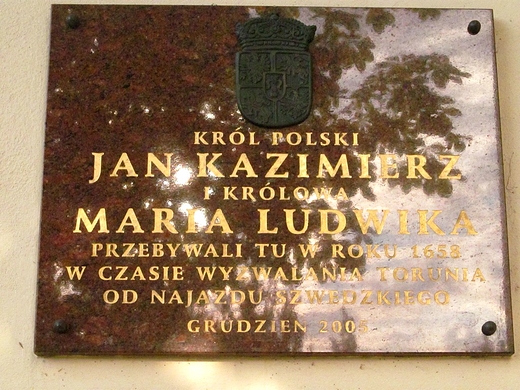 KRÓL POLSKI
JAN KAZIMIERZ
I KRÓLOWA
MARIA LUDWIKA
PRZEBYWALI TU W ROKU 1658
W CZASIE WYZWALANIA TORUNIA
OD NAJAZDU SZWEDZKIEGO
GRUDZIEŃ 2005